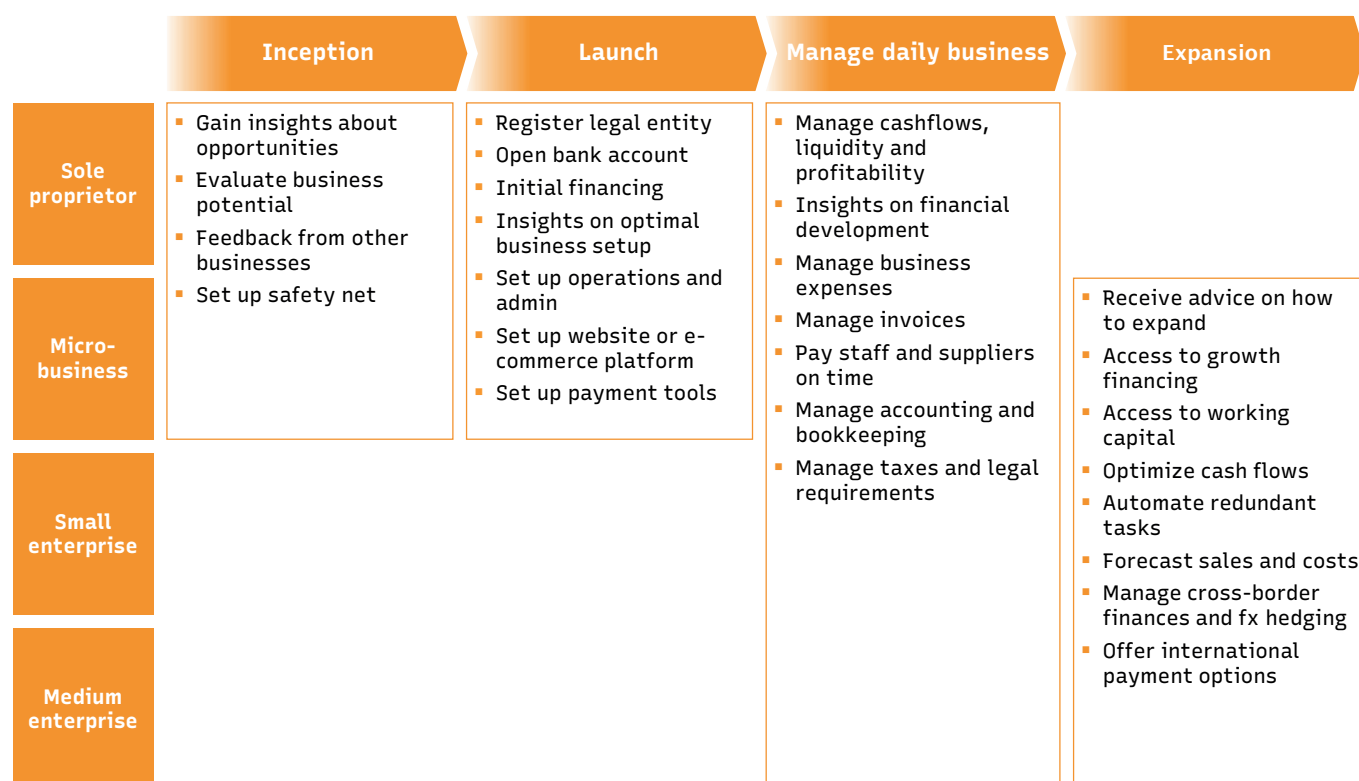 Inception
Launch
Manage daily business
Expansion
Sole
proprietor
Micro-
business
Small
enterprise
Medium
enterprise
▪ Gain insights about
opportunities
▪ Evaluate business
potential
▪ Feedback from other
businesses
▪ Set up safety net
▪ Register legal entity
▪ Open bank account
▪ Initial financing
▪ Insights on optimal
business setup
▪ Set up operations and
admin
▪ Set up website or e-
commerce platform
▪ Set up payment tools
▪ Manage cashflows,
liquidity and
profitability
▪ Insights on financial
development
▪ Manage business
expenses
▪ Manage invoices
▪ Pay staff and suppliers
on time
▪ Manage accounting and
bookkeeping
▪ Manage taxes and legal
requirements
▪ Receive advice on how
to expand
▪ Access to growth
financing
▪ Access to working
capital
▪ Optimize cash flows
▪ Automate redundant
tasks
▪ Forecast sales and costs
▪ Manage cross-border
finances and fx hedging
▪ Offer international
payment options